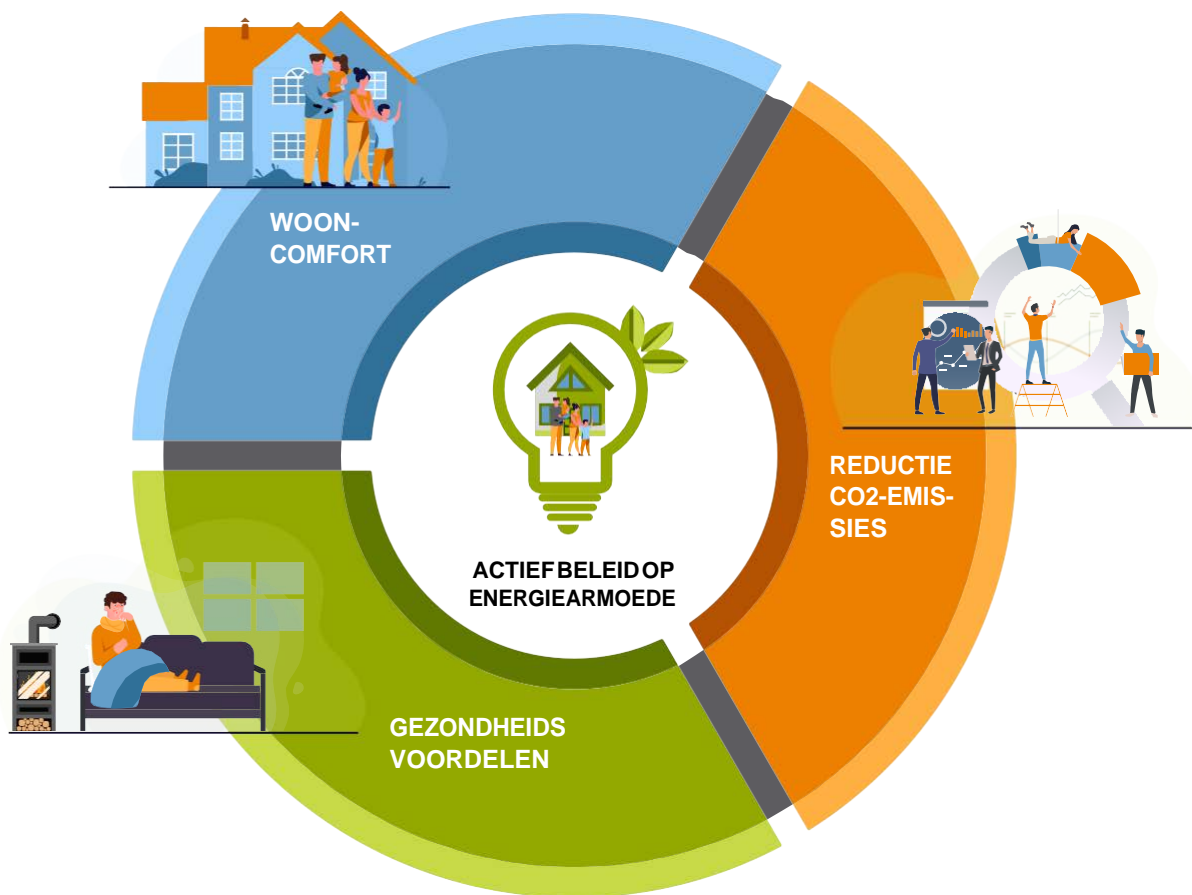 WOON-
COMFORT
REDUCTIE
CO2-EMIS-
SIES
ACTIEF BELEID OP
ENERGIEARMOEDE
GEZONDHEIDS
VOORDELEN